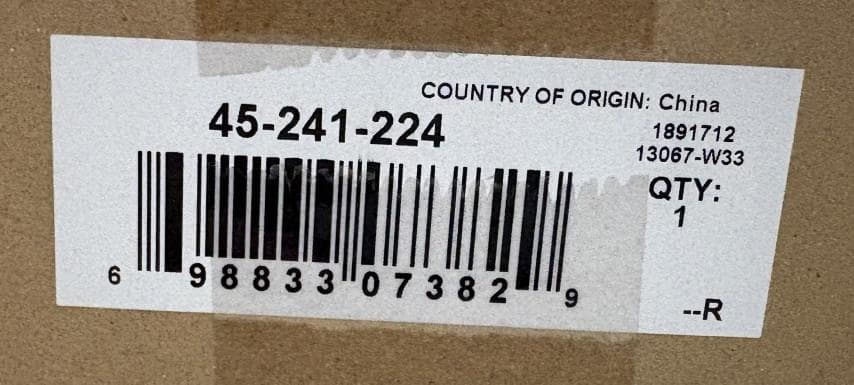 COUNTRY OF ORIGIN: China
45-241-224
1891712
13067-W33
QTY:
1
6 98833 07382 9
--R